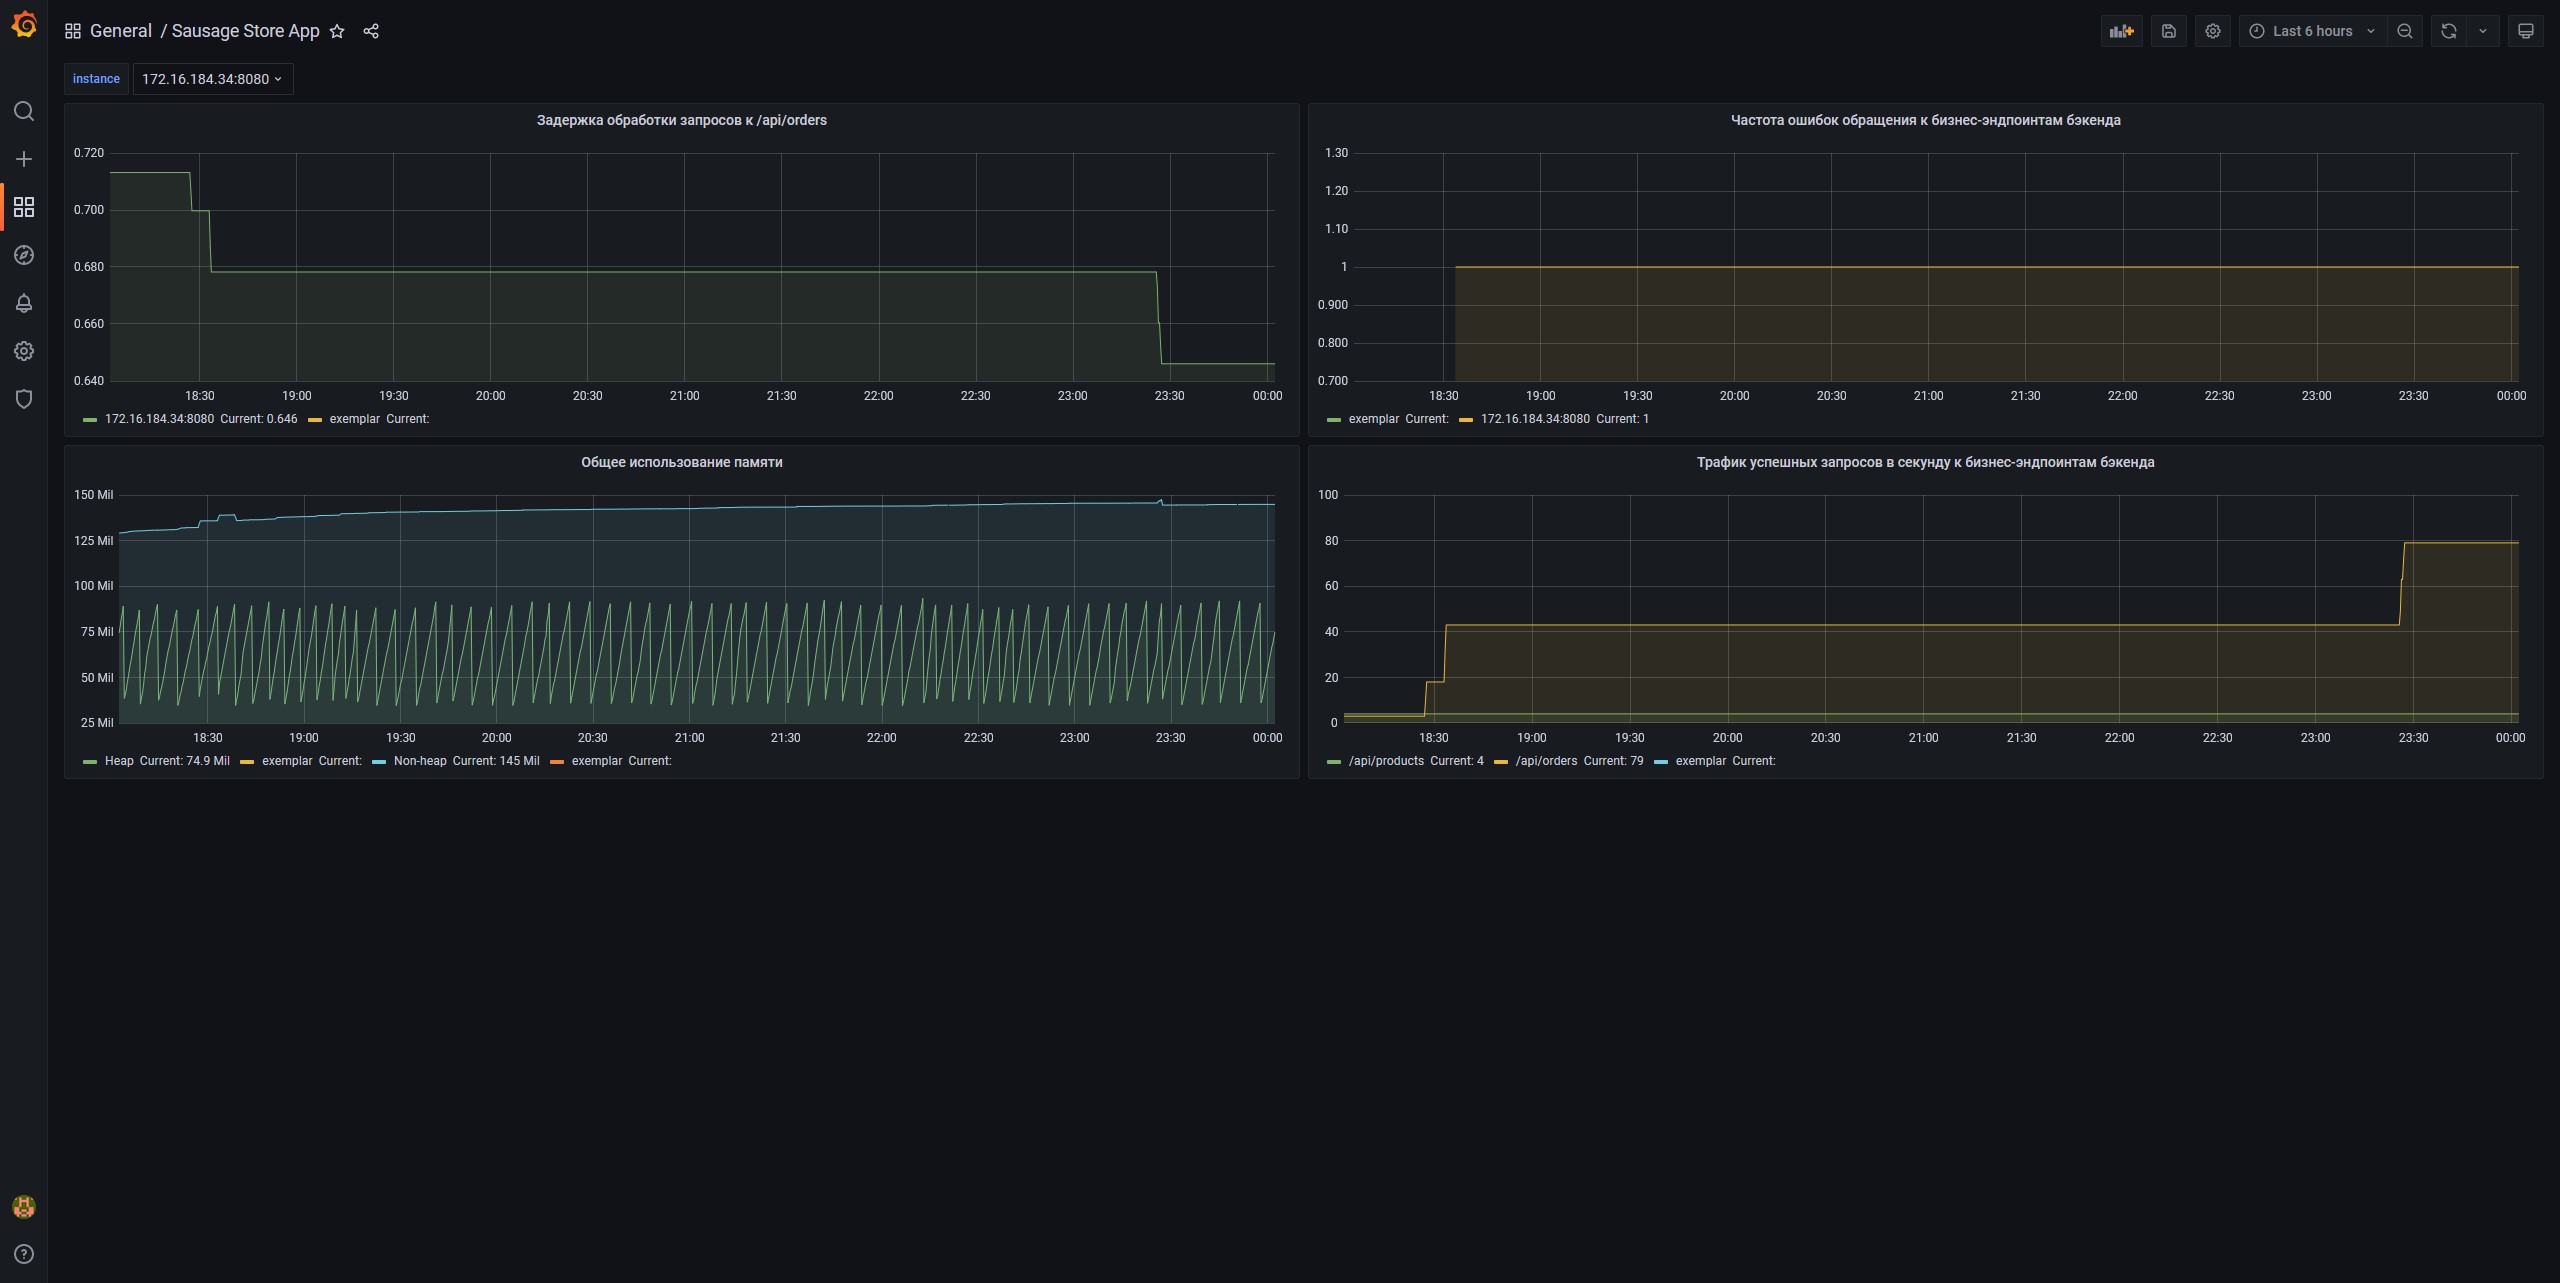 General / Sausage Store App
Last 6 hours
instance 172.16.184.34:8080
Задержка обработки запросов к /api/orders
0.720
0.700
0.680
0.660
0.640
18:30 19:00 19:30 20:00 20:30 21:00 21:30 22:00 22:30 23:00 23:30 00:00
172.16.184.34:8080 Current: 0.646 exemplar Current:
Частота ошибок обращения к бизнес-эндпоинтам бэкенда
1.30
1.20
1.10
1
0.900
0.800
0.700
18:30 19:00 19:30 20:00 20:30 21:00 21:30 22:00 22:30 23:00 23:30 00:00
exemplar Current: 172.16.184.34:8080 Current: 1
Общее использование памяти
150 Mil
125 Mil
100 Mil
75 Mil
50 Mil
25 Mil
18:30 19:00 19:30 20:00 20:30 21:00 21:30 22:00 22:30 23:00 23:30 00:00
Heap Current: 74.9 Mil exemplar Current: Non-heap Current: 145 Mil exemplar Current:
Трафик успешных запросов в секунду к бизнес-эндпоинтам бэкенда
100
80
60
40
20
0
18:30 19:00 19:30 20:00 20:30 21:00 21:30 22:00 22:30 23:00 23:30 00:00
/api/products Current: 4 /api/orders Current: 79 exemplar Current: